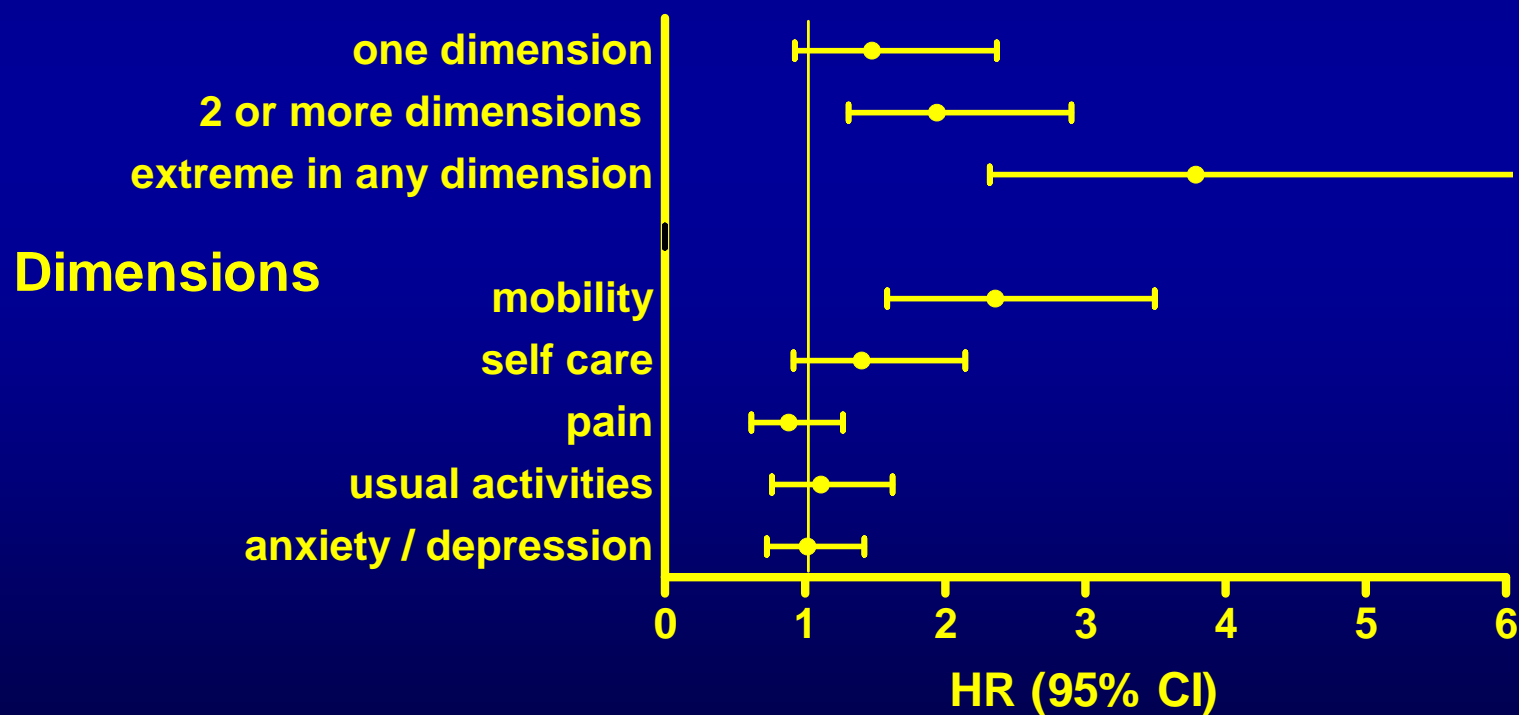 one dimension
2 or more dimensions
extreme in any dimension
Dimensions
mobility
self care
pain
usual activities
anxiety / depression
0 1 2 3 4 5 6
HR (95% CI)